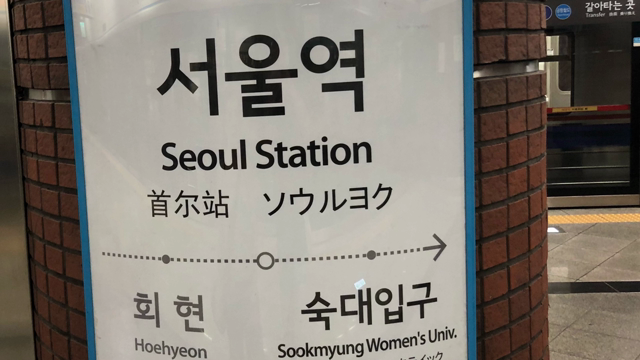 갈아타는 곳
Transfer
서울역
Seoul Station
首尔站 ソウルヨク
회현 숙대입구
Hoehyeon Sookmyung Women's Univ.